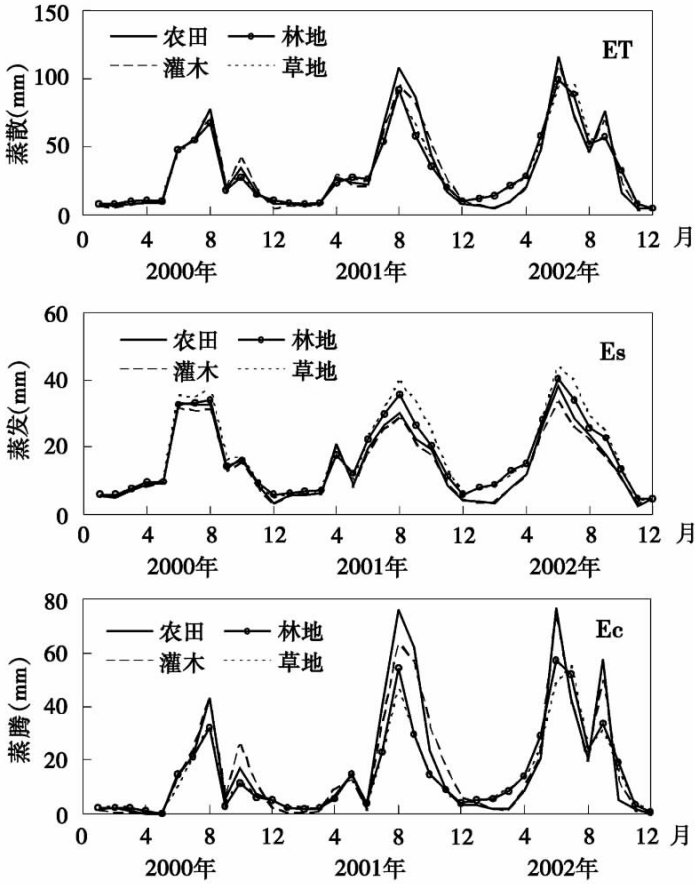 150
农田 林地 ET
灌木 草地
100
蒸散(mm)
50
0
0 4 8 12 4 8 12 4 8 12 月
2000年 2001年 2002年
60
农田 林地 Es
灌木 草地
40
蒸发(mm)
20
0
0 4 8 12 4 8 12 4 8 12 月
2000年 2001年 2002年
80
农田 林地 Ec
灌木 草地
60
40
蒸腾(mm)
20
0
0 4 8 12 4 8 12 4 8 12 月
2000年 2001年 2002年